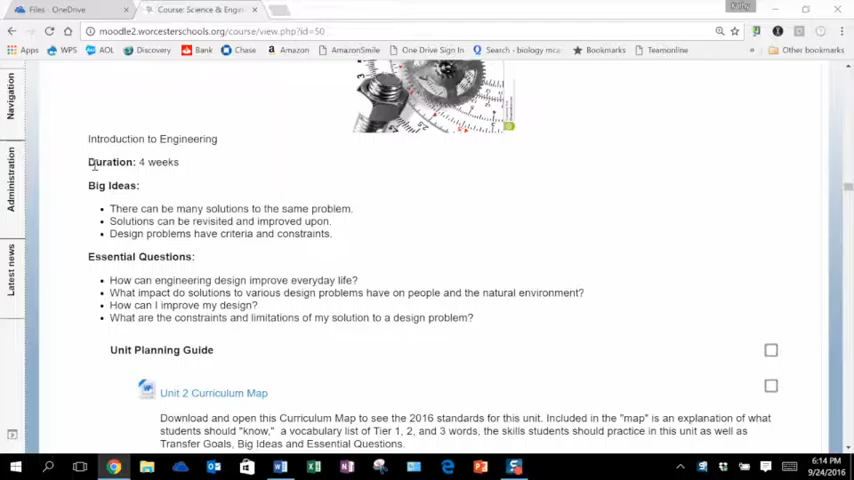 Kathy
Files - OneDrive
Course: Science & Engin
moodle2.worcesterschools.org/course/view.php?id=50
Apps WPS AOL Discovery Bank Chase Amazon AmazonSmile One Drive Sign In Search - biology mca Bookmarks Teamonline Other bookmarks
Navigation
Administration
Latest news
Introduction to Engineering
Duration: 4 weeks
Big Ideas:
There can be many solutions to the same problem.
Solutions can be revisited and improved upon.
Design problems have criteria and constraints.
Essential Questions:
How can engineering design improve everyday life?
What impact do solutions to various design problems have on people and the natural environment?
How can I improve my design?
What are the constraints and limitations of my solution to a design problem?
Unit Planning Guide
Unit 2 Curriculum Map
Download and open this Curriculum Map to see the 2016 standards for this unit. Included in the "map" is an explanation of what
students should "know," a vocabulary list of Tier 1, 2, and 3 words, the skills students should practice in this unit as well as
Transfer Goals, Big Ideas and Essential Questions.
6:14 PM
9/24/2016